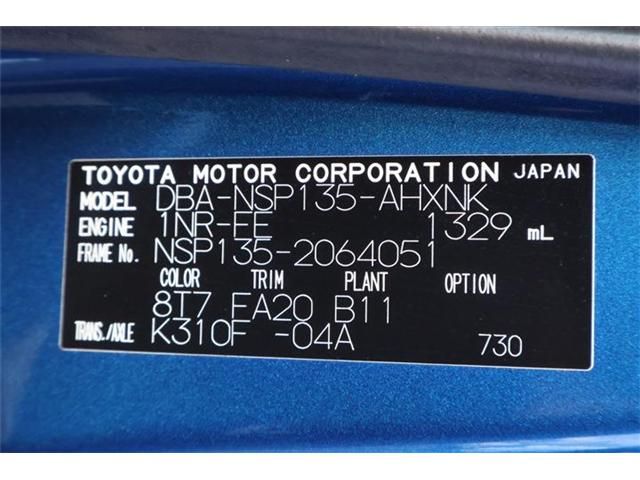 TOYOTA MOTOR CORPORATION JAPAN
MODEL DBA-NSP135-AHXNK
ENGINE 1NR-FE 1329 mL
FRAME No. NSP135-2064051
COLOR TRIM PLANT OPTION
8T7 FA20 B11
TRANS./AXLE K310F -04A 730